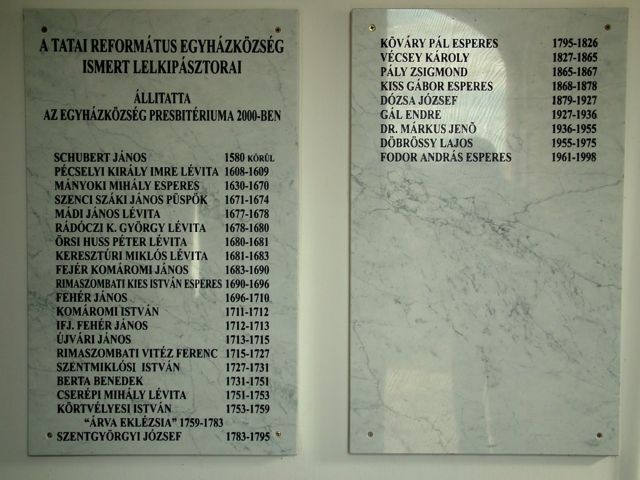 A TATAI REFORMÁTUS EGYHÁZKÖZSÉG
ISMERT LELKIPÁSZTORAI
ÁLLITATTA
AZ EGYHÁZKÖZSÉG PRESBITÉRIUMA 2000-BEN
SCHUBERT JÁNOS 1580 KÖRÜL
PÉCSELYI KIRÁLY IMRE LÉVITA 1608-1609
MÁNYOKI MIHÁLY ESPERES 1630-1670
SZENCI SZÁKI JÁNOS PÜSPÖK 1671-1674
MÁDI JÁNOS LÉVITA 1677-1678
RÁDÓCZI K. GYÖRGY LÉVITA 1678-1680
ŐRSI HUSS PÉTER LÉVITA 1680-1681
KERESZTÚRI MIKLÓS LÉVITA 1681-1683
FEJÉR KOMÁROMI JÁNOS 1683-1690
RIMASZOMBATI KIES ISTVÁN ESPERES 1690-1696
FEHÉR JÁNOS 1696-1710
KOMÁROMI ISTVÁN 1711-1712
IFJ. FEHÉR JÁNOS 1712-1713
ÚJVÁRI JÁNOS 1713-1715
RIMASZOMBATI VITÉZ FERENC 1715-1727
SZENTMIKLÓSI ISTVÁN 1727-1731
BERTA BENEDEK 1731-1751
CSERÉPI MIHÁLY LÉVITA 1751-1753
KÖRTVÉLYESI ISTVÁN 1753-1759
"ÁRVA EKLÉZSIA" 1759-1783
SZENTGYÖRGYI JÓZSEF 1783-1795
KÖVÁRY PÁL ESPERES 1795-1826
VÉCSEY KÁROLY 1827-1865
PÁLY ZSIGMOND 1865-1867
KISS GÁBOR ESPERES 1868-1878
DÓZSA JÓZSEF 1879-1927
GÁL ENDRE 1927-1936
DR. MÁRKUS JENŐ 1936-1955
DÖBRÖSSY LAJOS 1955-1975
FODOR ANDRÁS ESPERES 1961-1998